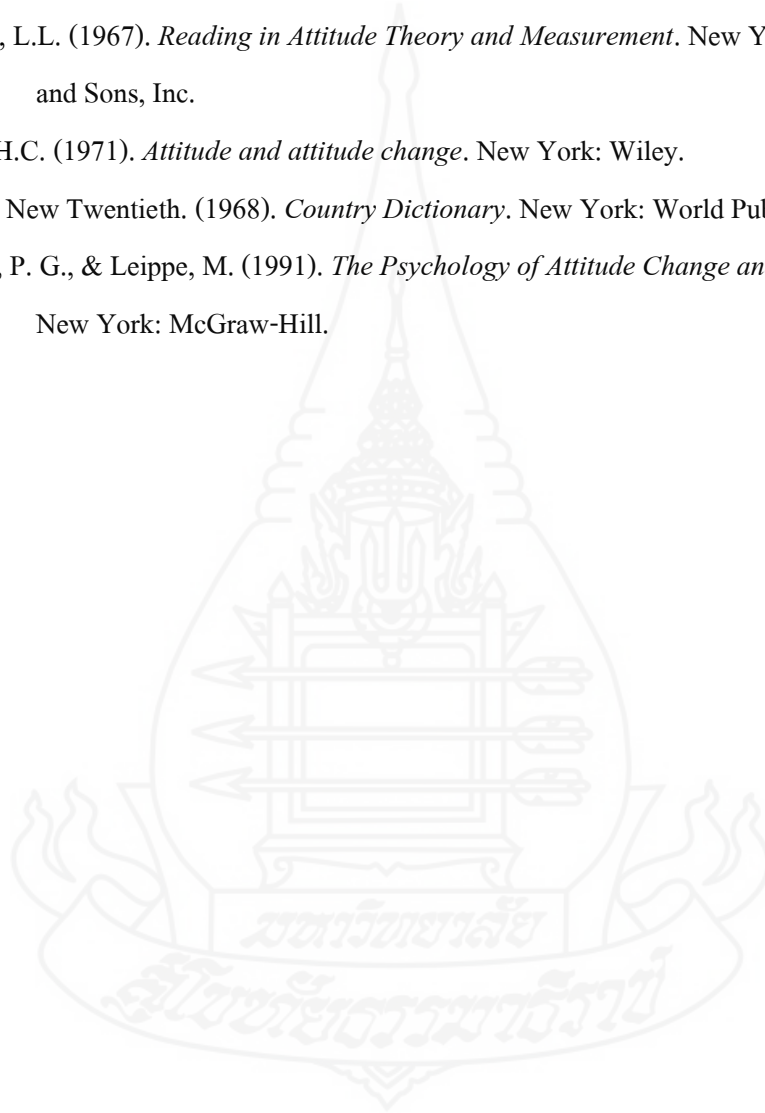 , L.L. (1967). Reading in Attitude Theory and Measurement. New Y
and Sons, Inc.
H.C. (1971). Attitude and attitude change. New York: Wiley.
New Twentieth. (1968). Country Dictionary. New York: World Pub
, P. G., & Leippe, M. (1991). The Psychology of Attitude Change an
New York: McGraw-Hill.
มหาวิทยาลัย
สุโขทัยธรรมาธิราช